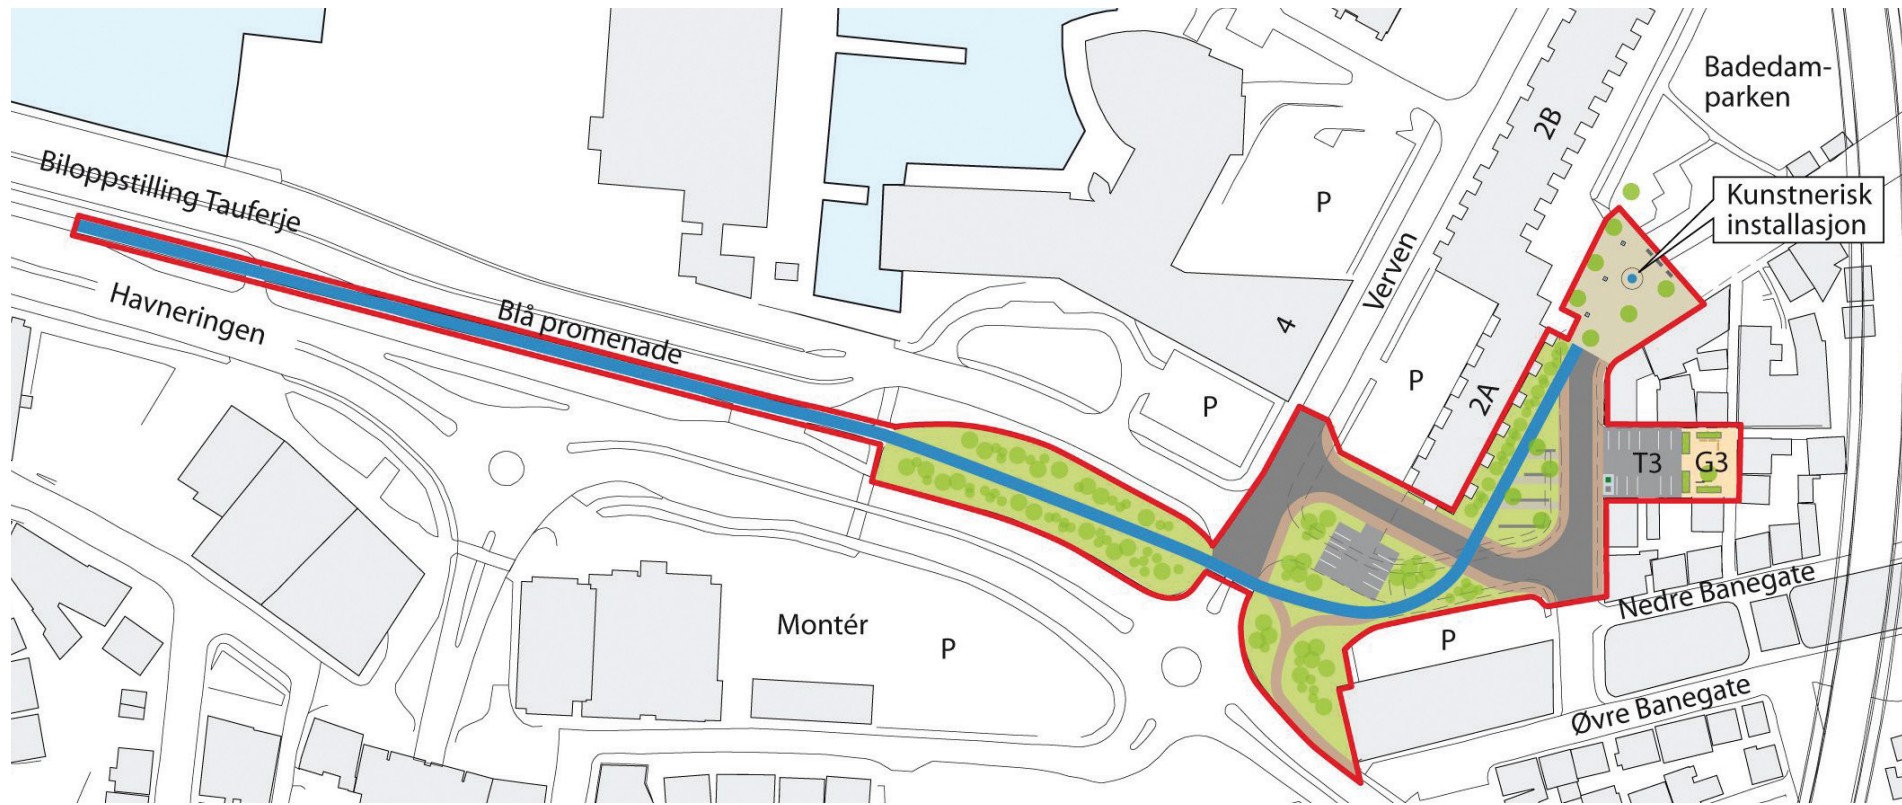 Badedam-
parken
2B
Biloppstilling Tauferje
Kunstnerisk
installasjon
P
Verven
Havneringen
Blå promenade
4
P
2A
P
T3
G3
Nedre Banegate
Montér
P
P
Øvre Banegate